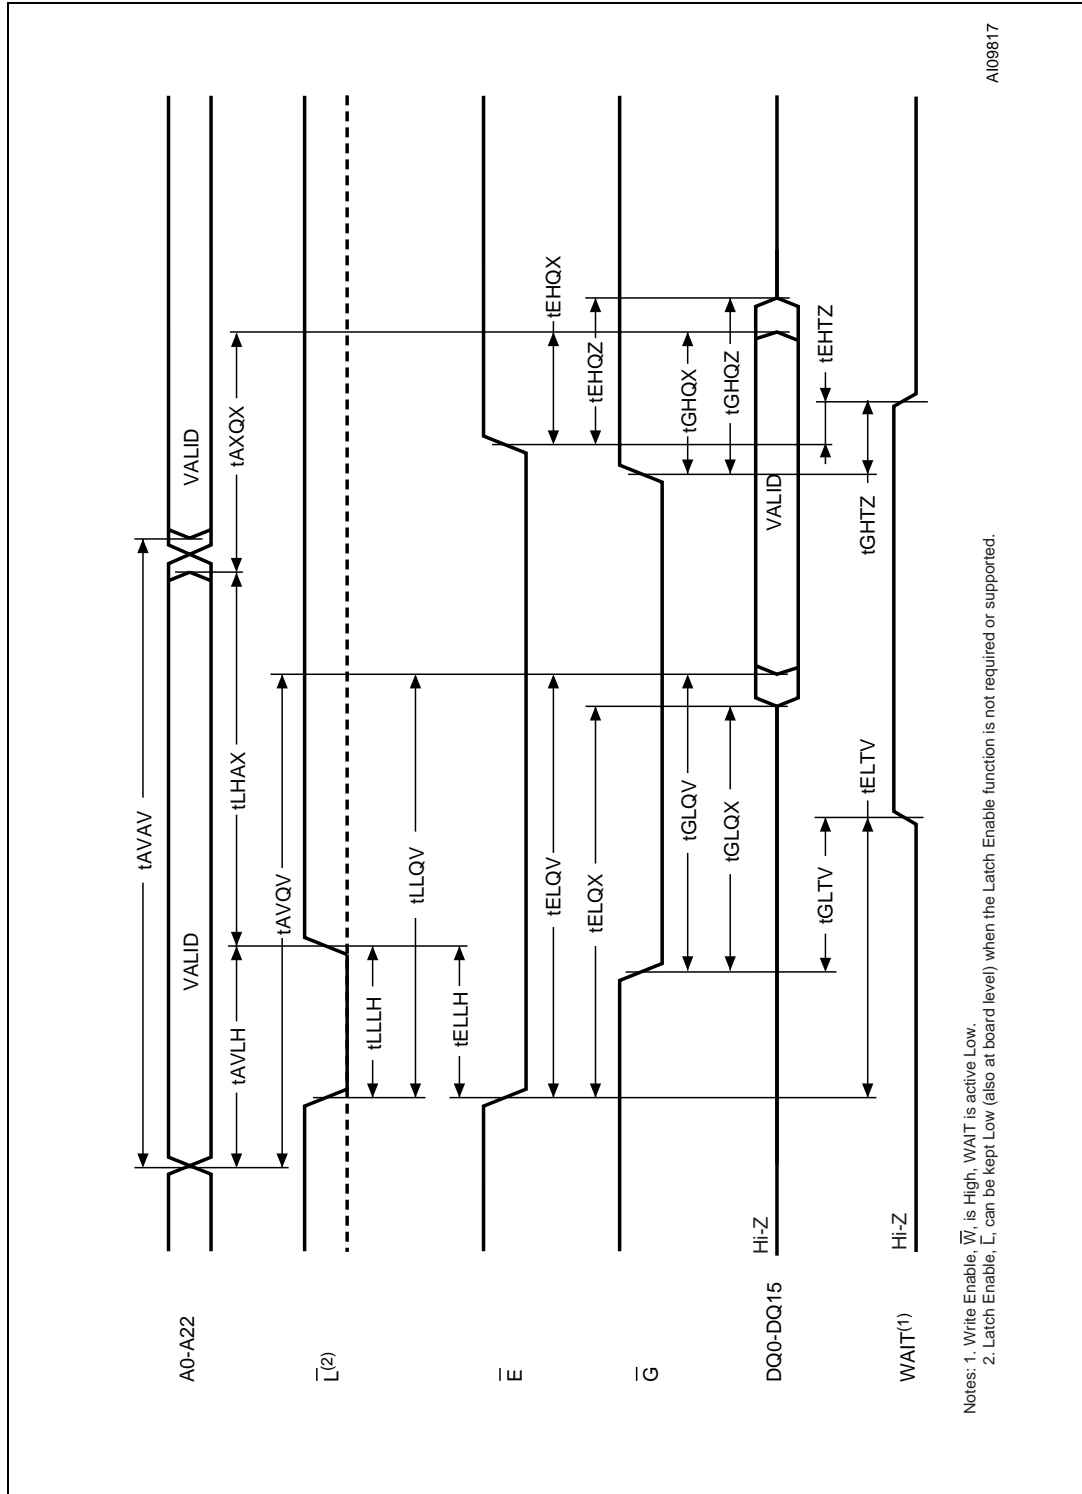 A0-A22
VALID
VALID
tAVAV
tAVLH
tLHAX
tAXQX
L̅(2)
tAVQV
tLLLH
tLLQV
tELLH
E̅
tELQV
tEHQX
tELQX
tEHQZ
G̅
tGLQV
tGHQX
tGLQX
tGHQZ
DQ0-DQ15
Hi-Z
VALID
tGLTV
tELTV
tEHTZ
tGHTZ
WAIT(1)
Hi-Z
Notes: 1. Write Enable, W̅, is High, WAIT is active Low.
2. Latch Enable, L̅, can be kept Low (also at board level) when the Latch Enable function is not required or supported.
AI09817